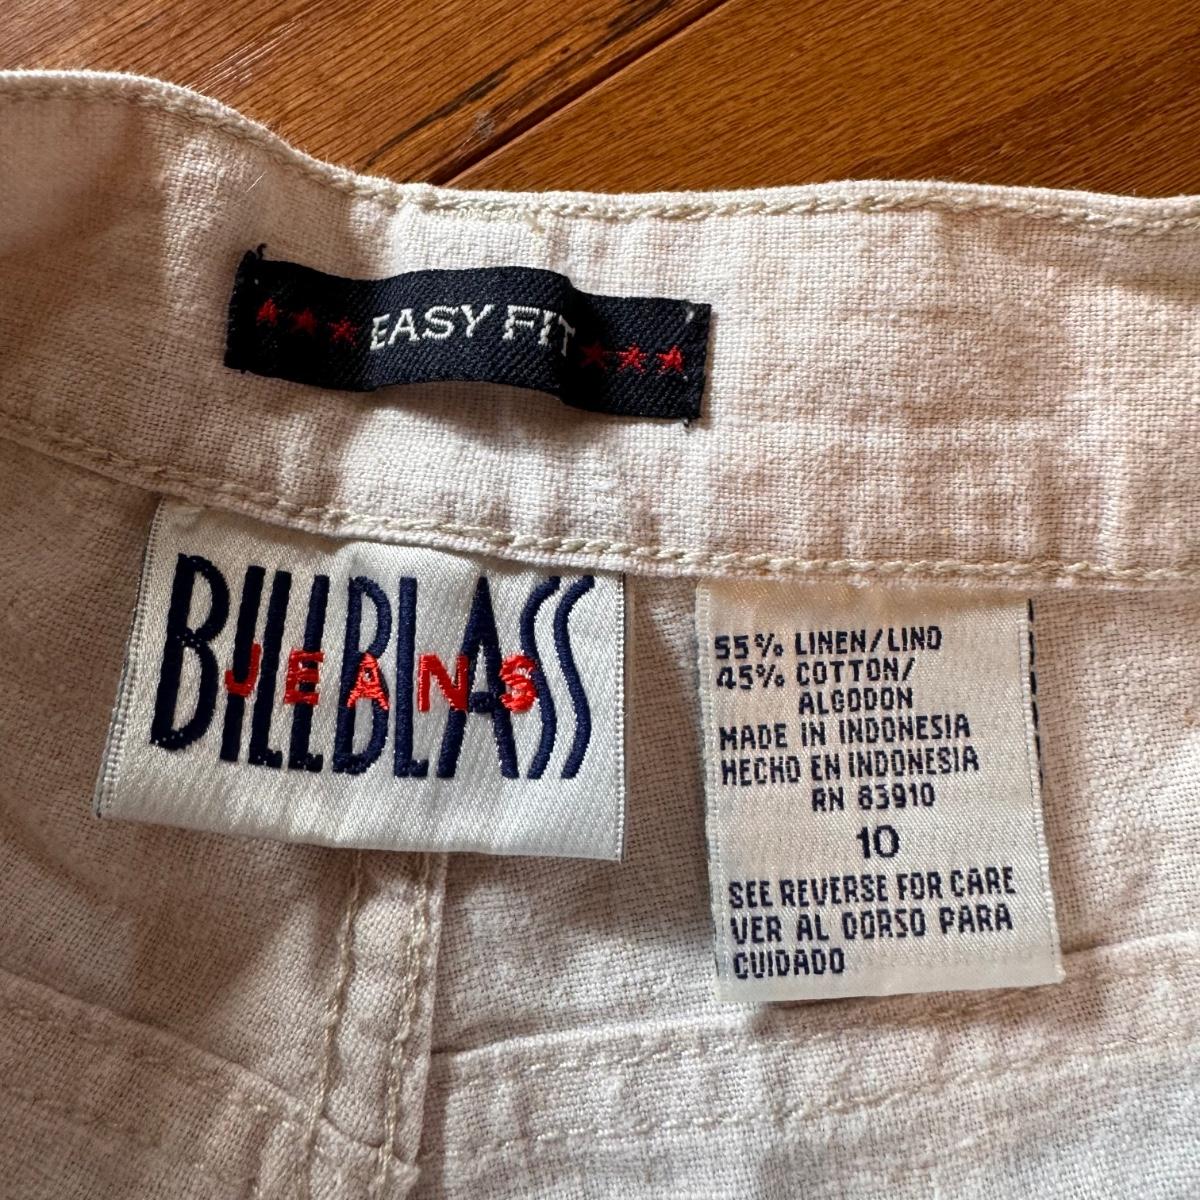 EASY FIT
BILL BLASS
JEANS
55% LINEN/LINO
45% COTTON/
ALGODON
MADE IN INDONESIA
HECHO EN INDONESIA
RN 83910
10
SEE REVERSE FOR CARE
VER AL DORSO PARA
CUIDADO